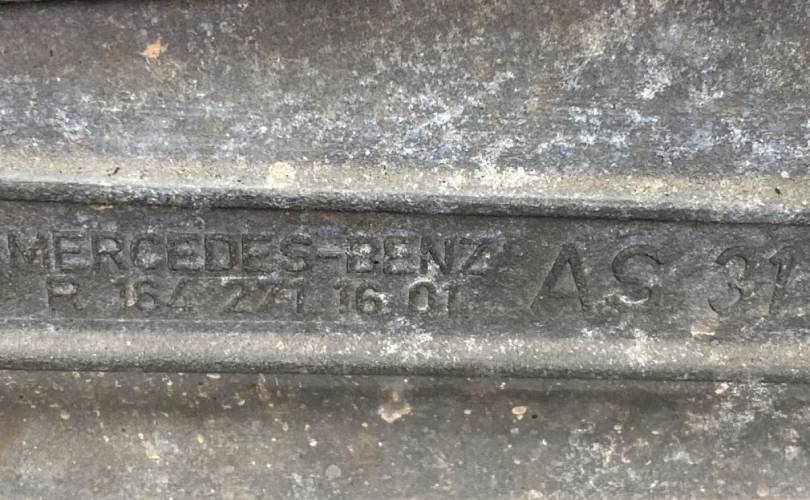 MERCEDES-BENZ
R 164 271 16 01
AS 31